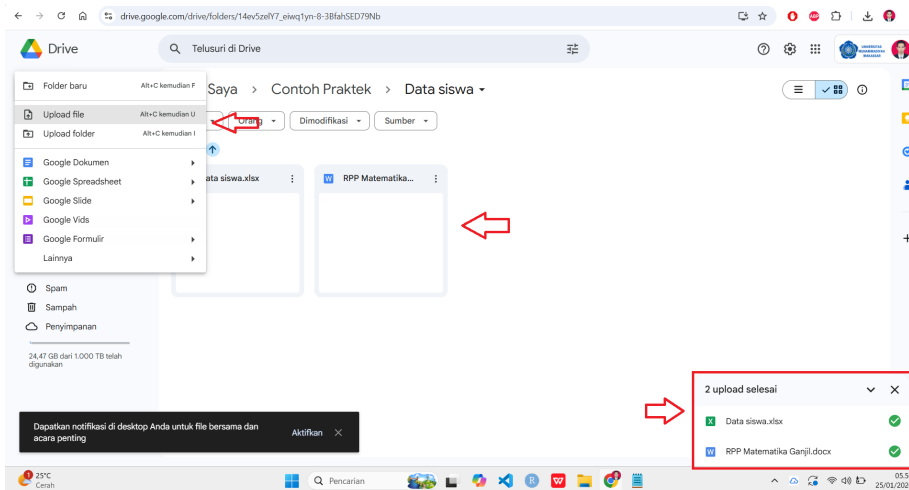 drive.google.com/drive/folders/14ev5zelY7_eiwq1yn-8-3BfahSED79Nb
Drive
Telusuri di Drive
Folder baru Alt+C kemudian F
Saya > Contoh Praktek > Data siswa
Upload file Alt+C kemudian U
Orang
Dimodifikasi
Sumber
Upload folder Alt+C kemudian I
Google Dokumen
ata siswa.xlsx
RPP Matematika...
Google Spreadsheet
Google Slide
Google Vids
Google Formulir
Lainnya
Spam
Sampah
Penyimpanan
24,47 GB dari 1.000 TB telah
digunakan
2 upload selesai
Data siswa.xlsx
RPP Matematika Ganjil.docx
Dapatkan notifikasi di desktop Anda untuk file bersama dan
acara penting
Aktifkan
25°C
Cerah
Pencarian
05.5
25/01/202